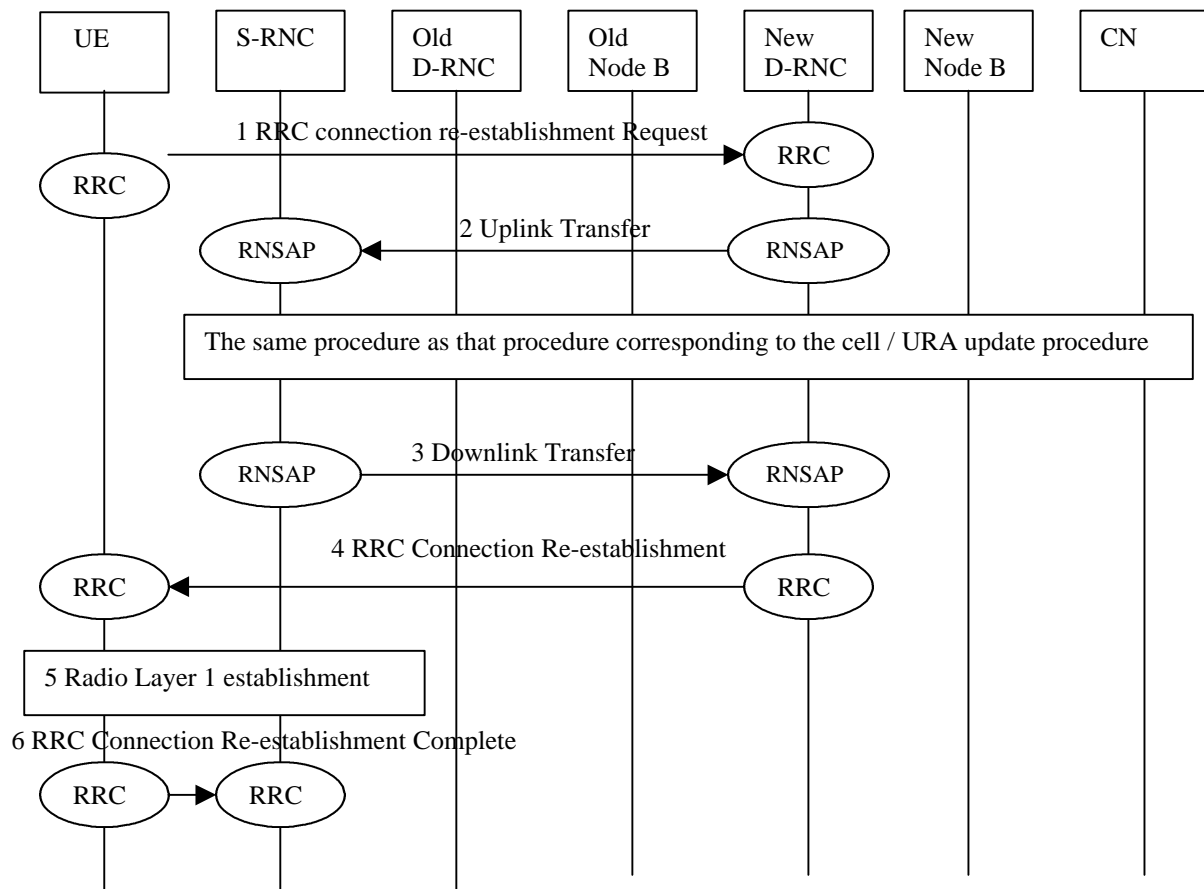 UE
S-RNC
Old
D-RNC
Old
Node B
New
D-RNC
New
Node B
CN
1 RRC connection re-establishment Request
RRC
RRC
2 Uplink Transfer
RNSAP
RNSAP
The same procedure as that procedure corresponding to the cell / URA update procedure
3 Downlink Transfer
RNSAP
RNSAP
4 RRC Connection Re-establishment
RRC
RRC
5 Radio Layer 1 establishment
6 RRC Connection Re-establishment Complete
RRC
RRC